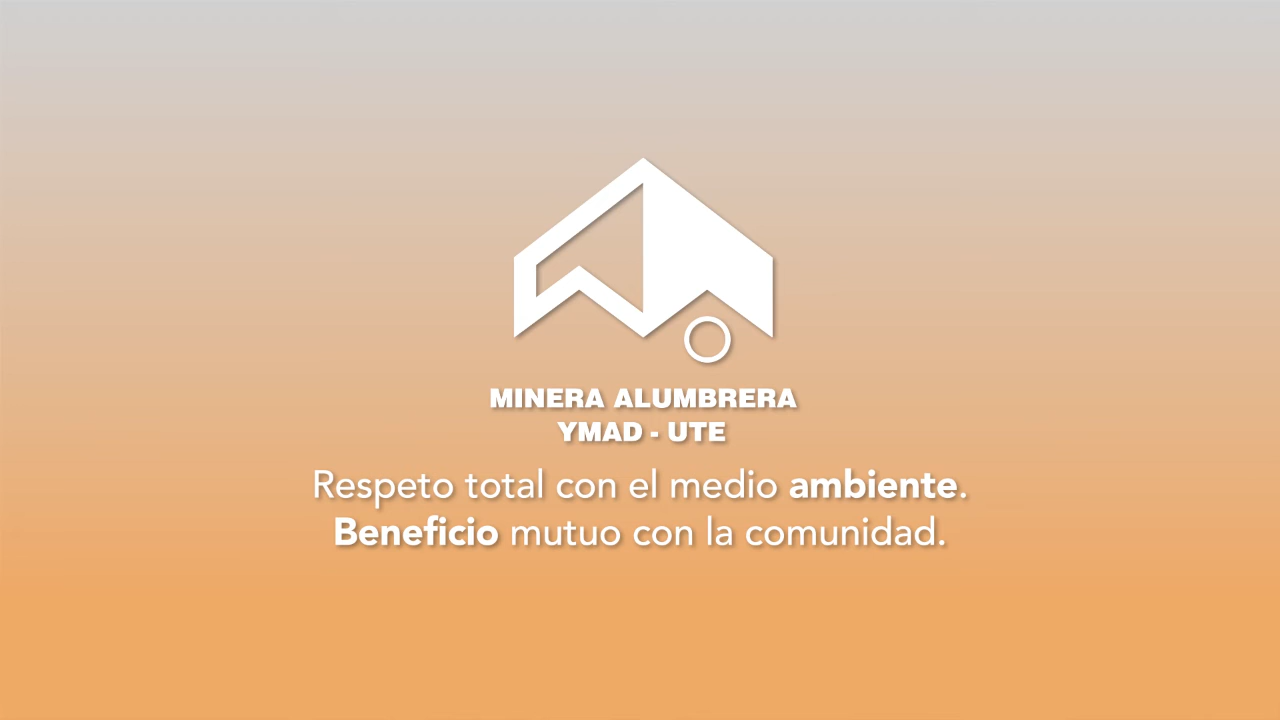 MINERA ALUMBRERA
YMAD - UTE
Respeto total con el medio ambiente.
Beneficio mutuo con la comunidad.